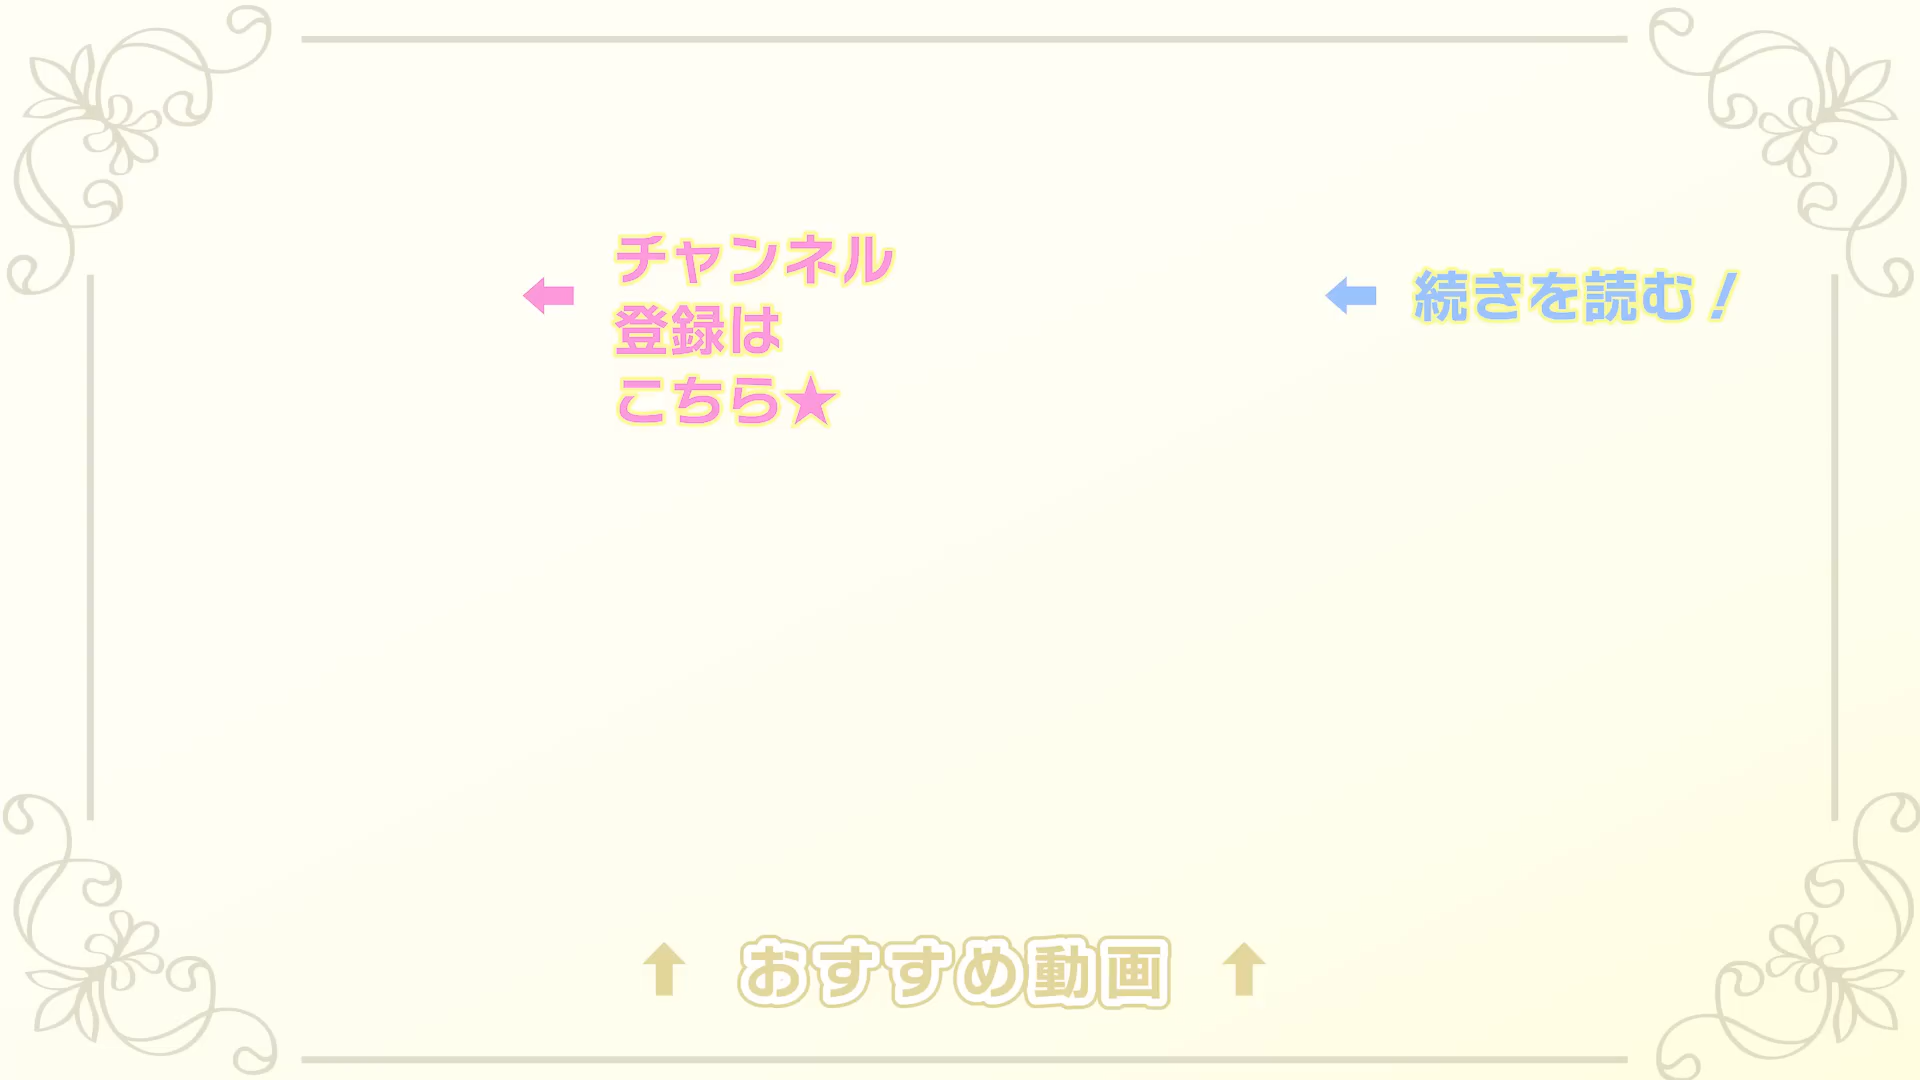 チャンネル
登録は
こちら★
続きを読む！
おすすめ動画